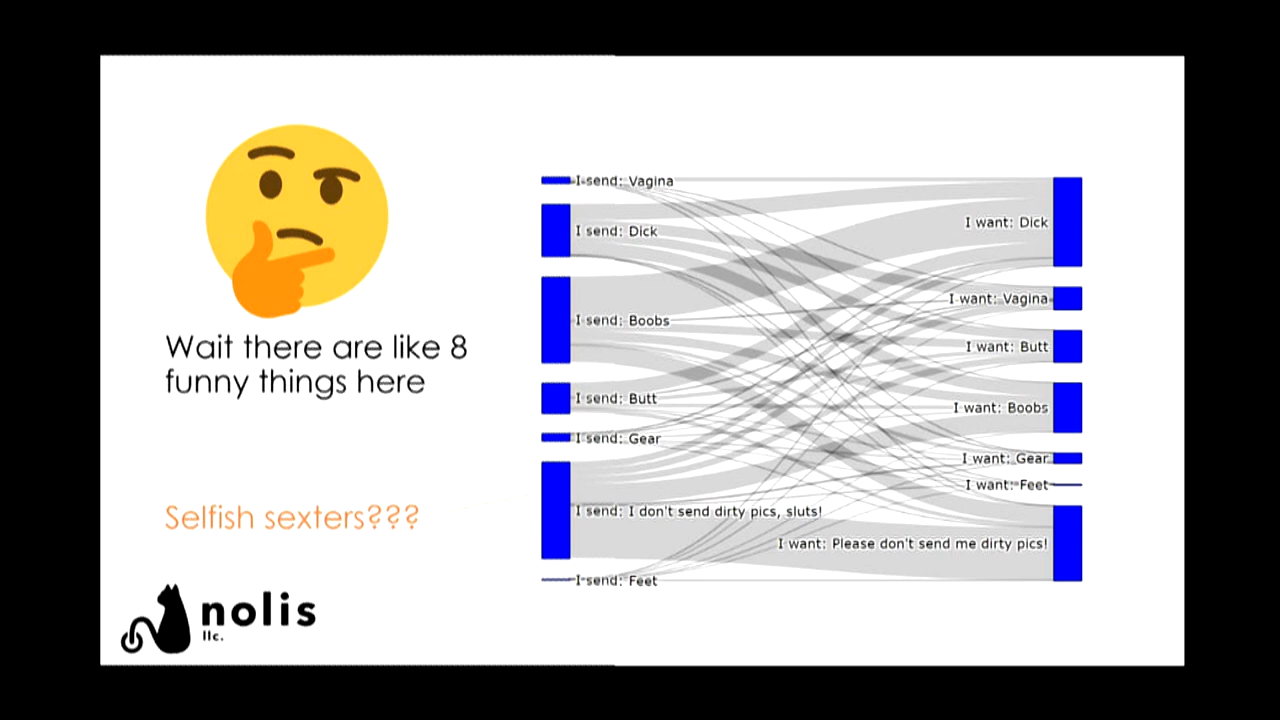 Wait there are like 8
funny things here
Selfish sexters???
nolis
llc.
I send: Vagina
I send: Dick
I send: Boobs
I send: Butt
I send: Gear
I send: I don't send dirty pics, sluts!
I send: Feet
I want: Dick
I want: Vagina
I want: Butt
I want: Boobs
I want: Gear
I want: Feet
I want: Please don't send me dirty pics!